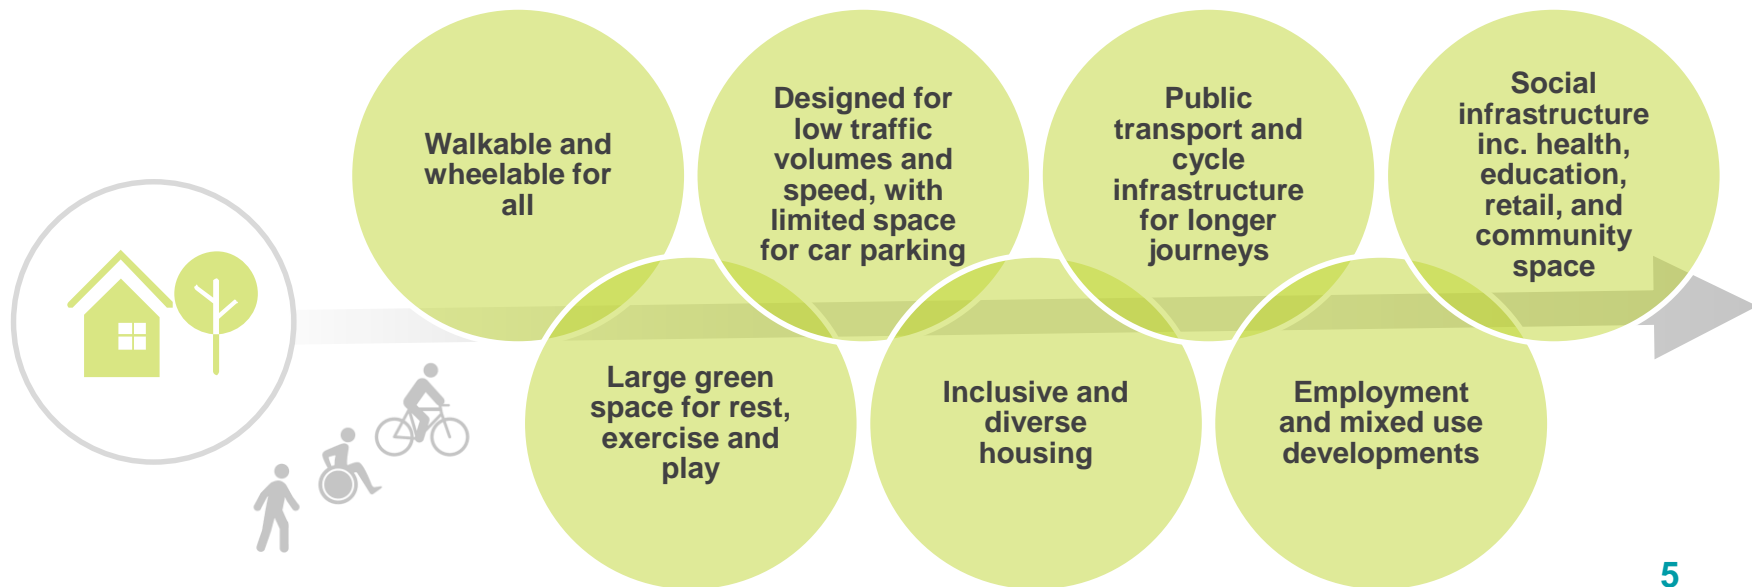 Walkable and
wheelable for
all
Large green
space for rest,
exercise and
play
Designed for
low traffic
volumes and
speed, with
limited space
for car parking
Inclusive and
diverse
housing
Public
transport and
cycle
infrastructure
for longer
journeys
Employment
and mixed use
developments
Social
infrastructure
inc. health,
education,
retail, and
community
space
5